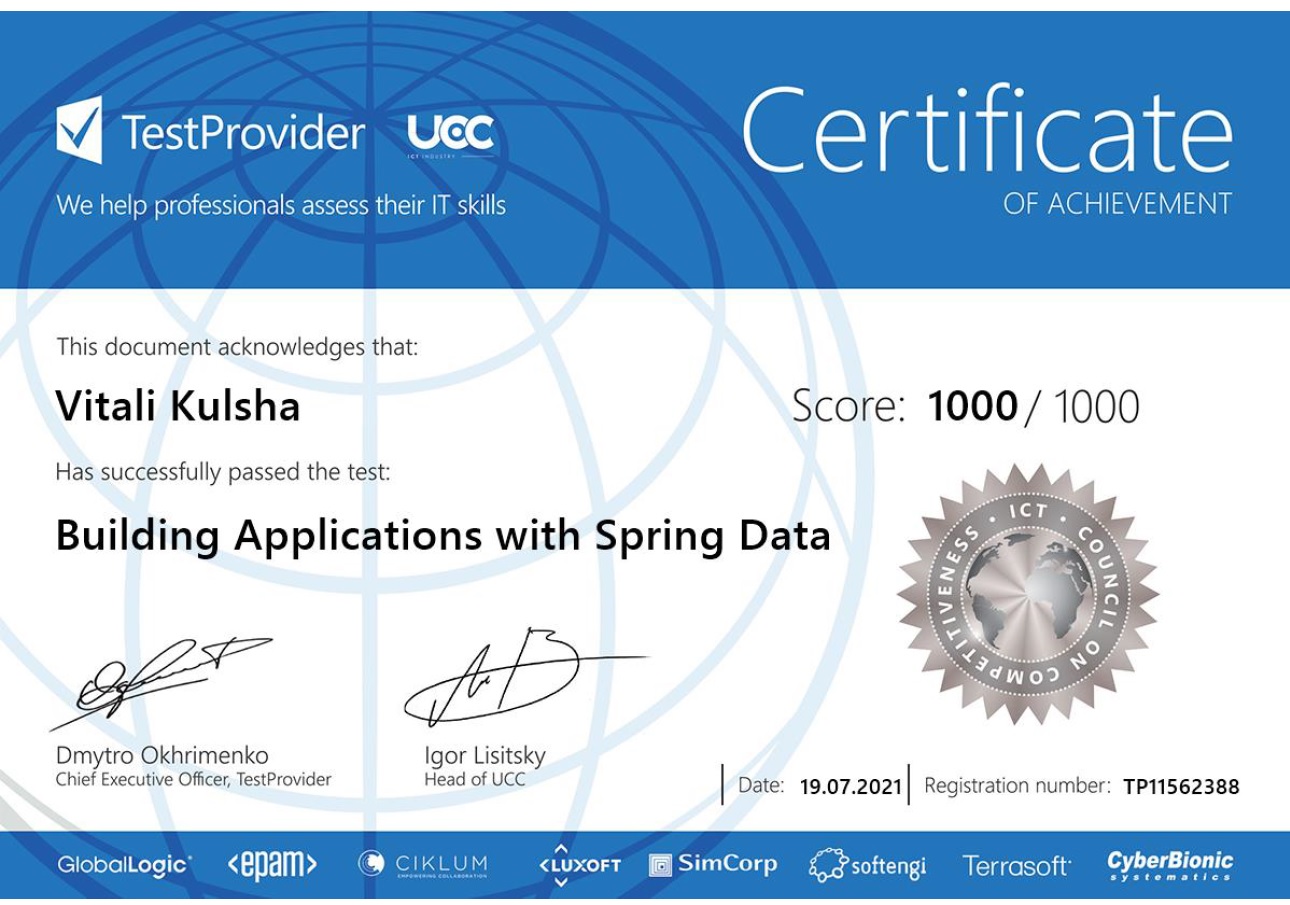 TestProvider UCC
ICT INDUSTRY
We help professionals assess their IT skills
Certificate
OF ACHIEVEMENT
This document acknowledges that:
Vitali Kulsha
Score: 1000 / 1000
Has successfully passed the test:
Building Applications with Spring Data
ICT · COUNCIL ON COMPETITIVENESS ·
Dmytro Okhrimenko
Chief Executive Officer, TestProvider
Igor Lisitsky
Head of UCC
Date: 19.07.2021
Registration number: TP11562388
GlobalLogic <epam> CIKLUM LUXOFT SimCorp softengi Terrasoft CyberBionic
EMPOWERING COLLABORATION systematics